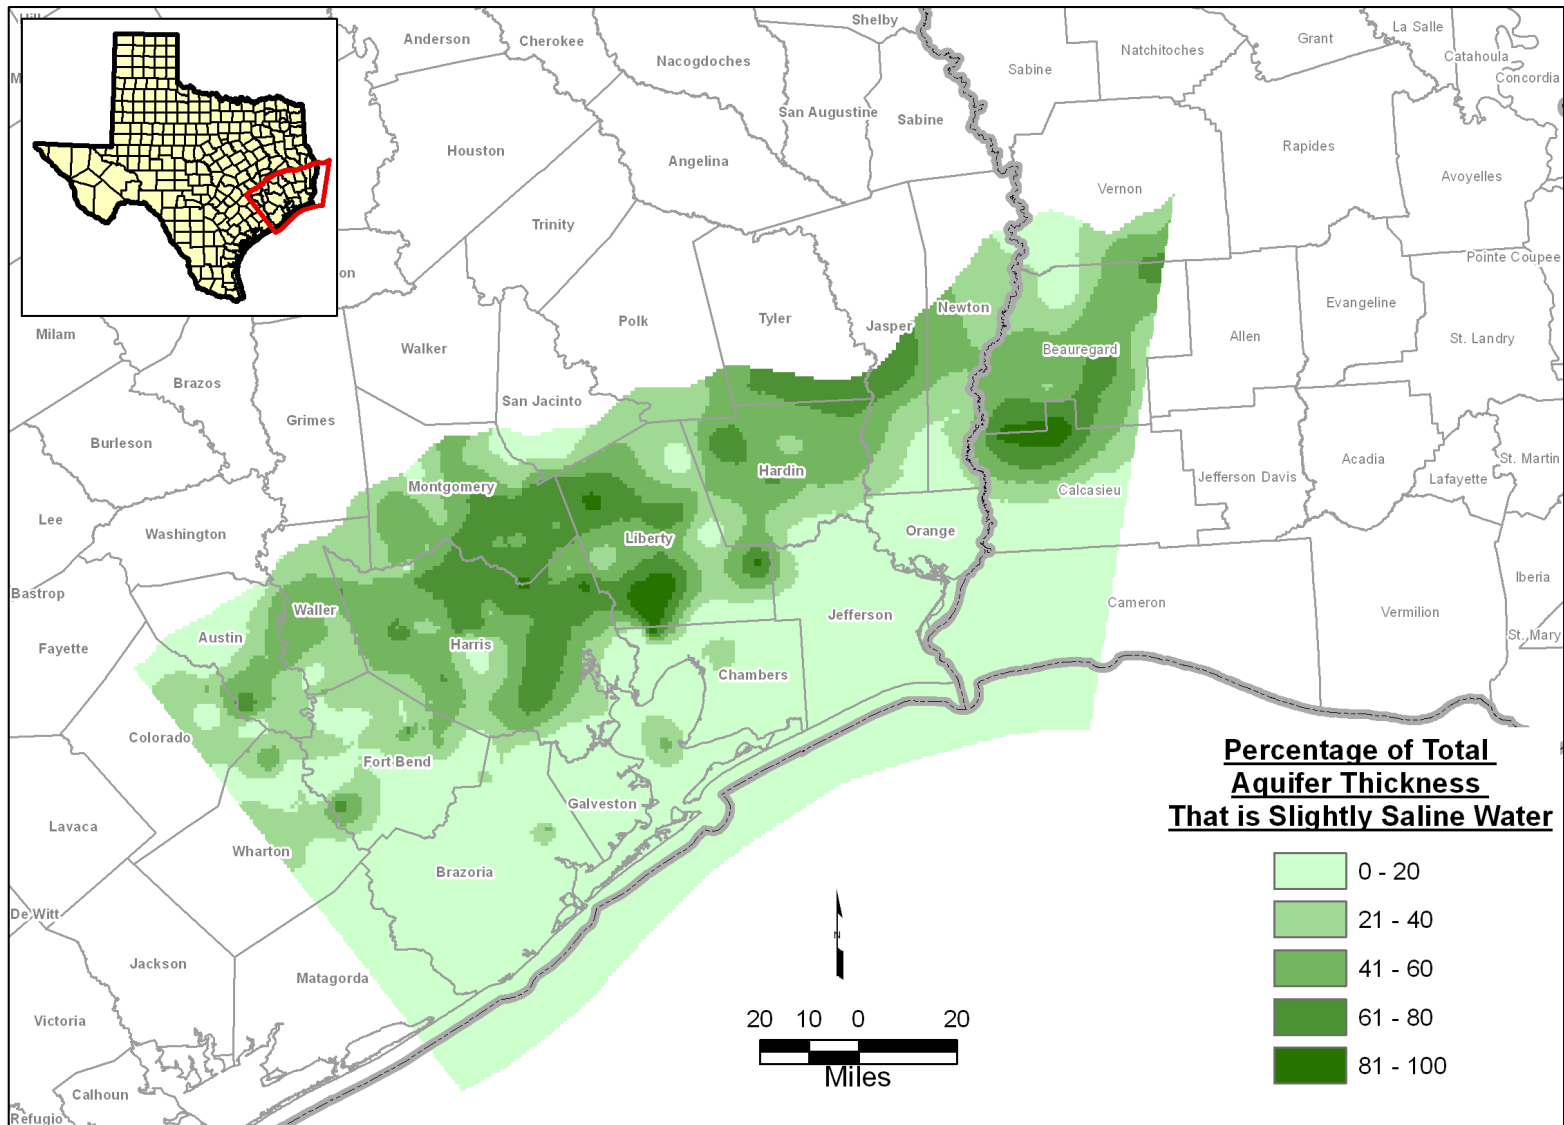 Hill
Shelby
La Salle
Anderson
Cherokee
Grant
Natchitoches
Catahoula
Nacogdoches
Sabine
Concordia
M
San Augustine
Sabine
Houston
Rapides
Angelina
Avoyelles
Vernon
Trinity
Pointe Coupee
on
Evangeline
Newton
Polk
Tyler
Jasper
Milam
Allen
St. Landry
Walker
Beauregard
Brazos
San Jacinto
Grimes
Burleson
Acadia
St. Martin
Hardin
Jefferson Davis
Lafayette
Montgomery
Calcasieu
Lee
Washington
Orange
Liberty
Iberia
Bastrop
Waller
Cameron
Vermilion
Jefferson
Austin
St. Mary
Fayette
Harris
Chambers
Colorado
Fort Bend
Galveston
Lavaca
Wharton
Brazoria
De Witt
Jackson
Matagorda
Victoria
Calhoun
Refugio
Percentage of Total
Aquifer Thickness
That is Slightly Saline Water
0 - 20
21 - 40
41 - 60
61 - 80
81 - 100
N
20 10 0 20
Miles